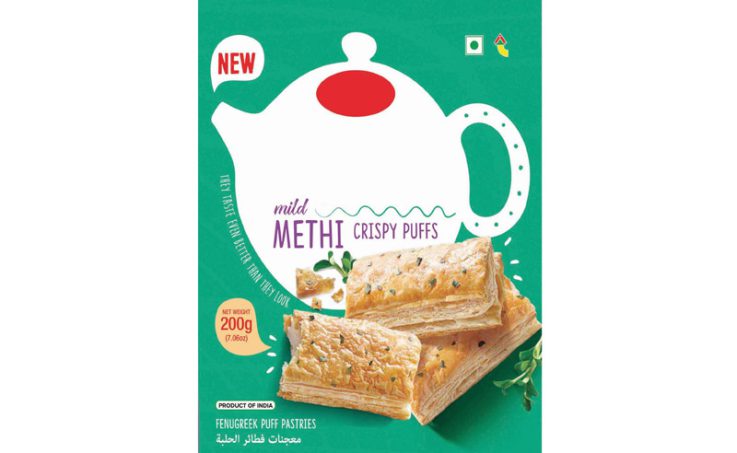 NEW
mild
METHI CRISPY PUFFS
THEY TASTE EVEN BETTER THAN THEY LOOK
NET WEIGHT
200g
(7.06oz)
PRODUCT OF INDIA
FENUGREEK PUFF PASTRIES
معجنات فطائر الحلبة